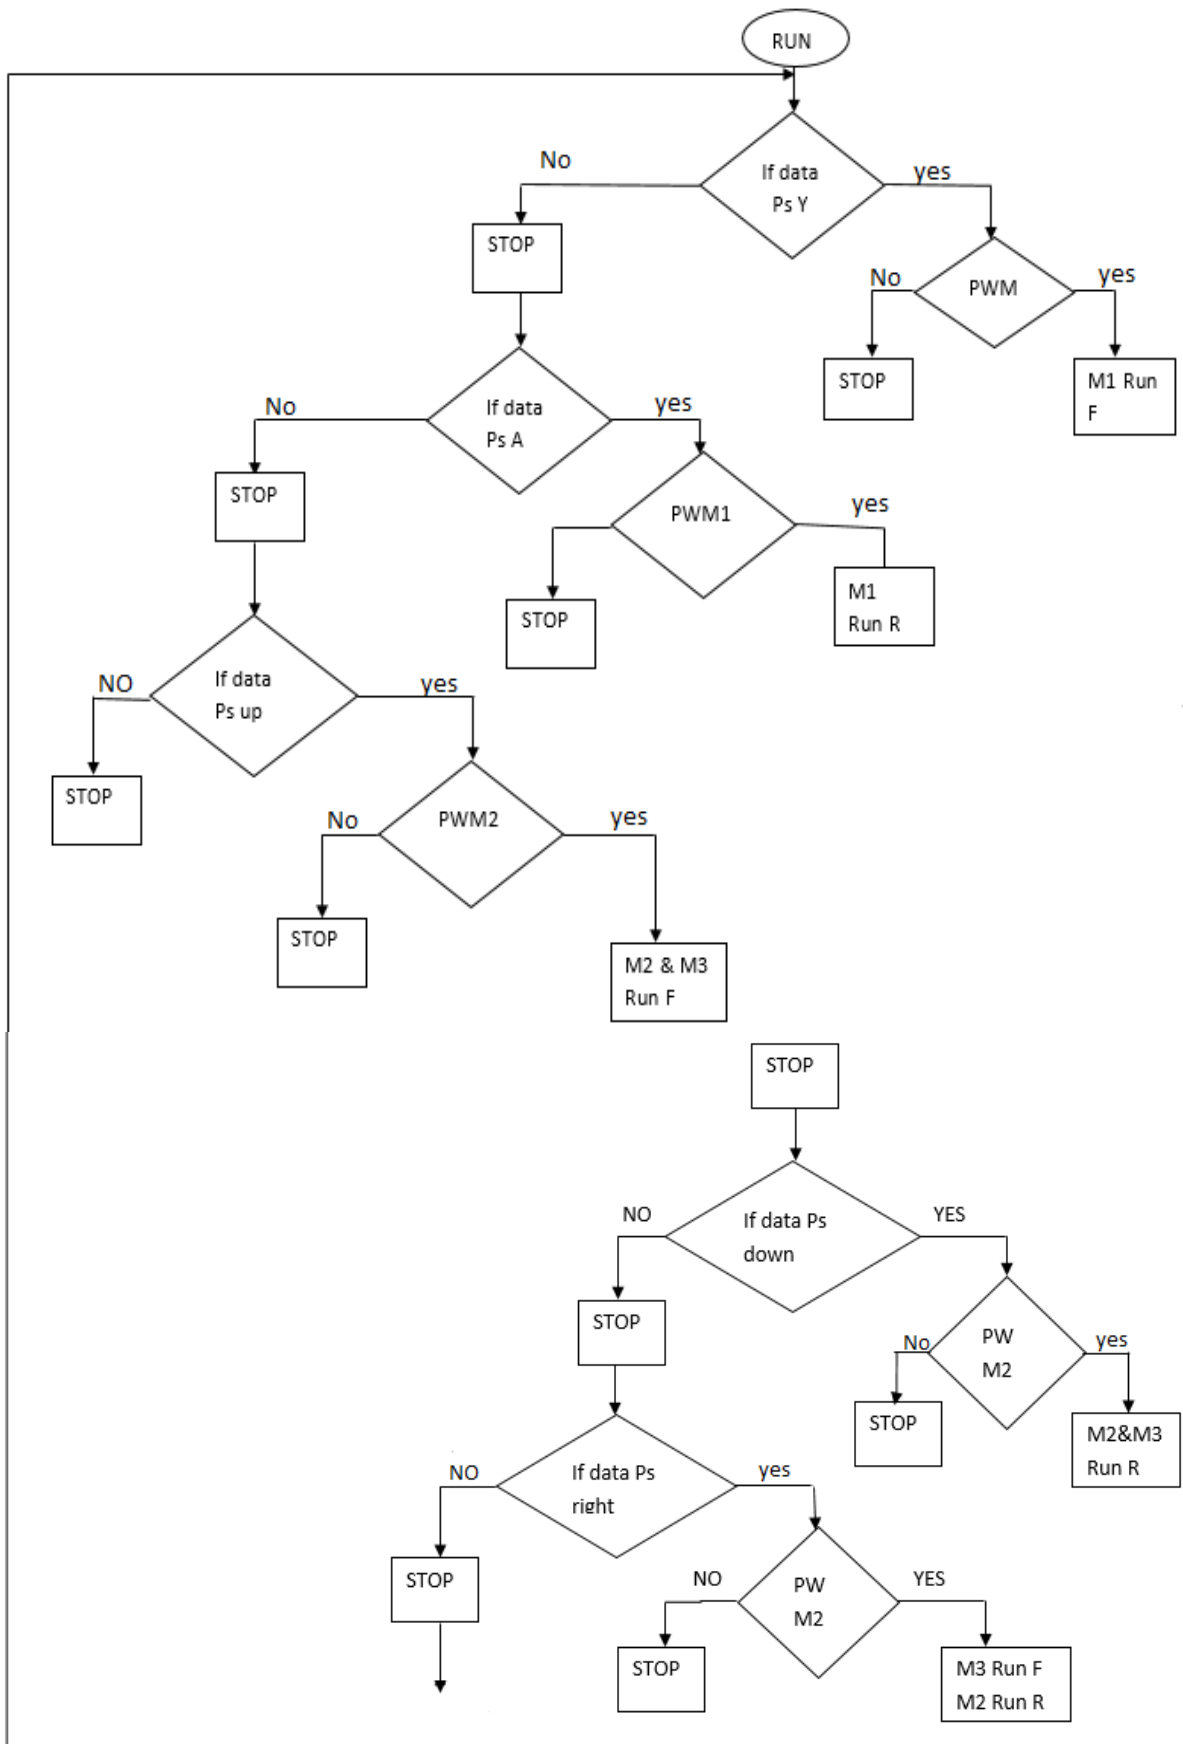 RUN
No
If data
Ps Y
yes
STOP
No
PWM
yes
STOP
M1 Run
F
No
If data
Ps A
yes
STOP
PWM1
yes
STOP
M1
Run R
NO
If data
Ps up
yes
STOP
No
PWM2
yes
STOP
M2 & M3
Run F
STOP
NO
If data Ps
down
YES
STOP
No
PW
M2
yes
STOP
M2&M3
Run R
NO
If data Ps
right
yes
STOP
NO
PW
M2
YES
STOP
M3 Run F
M2 Run R